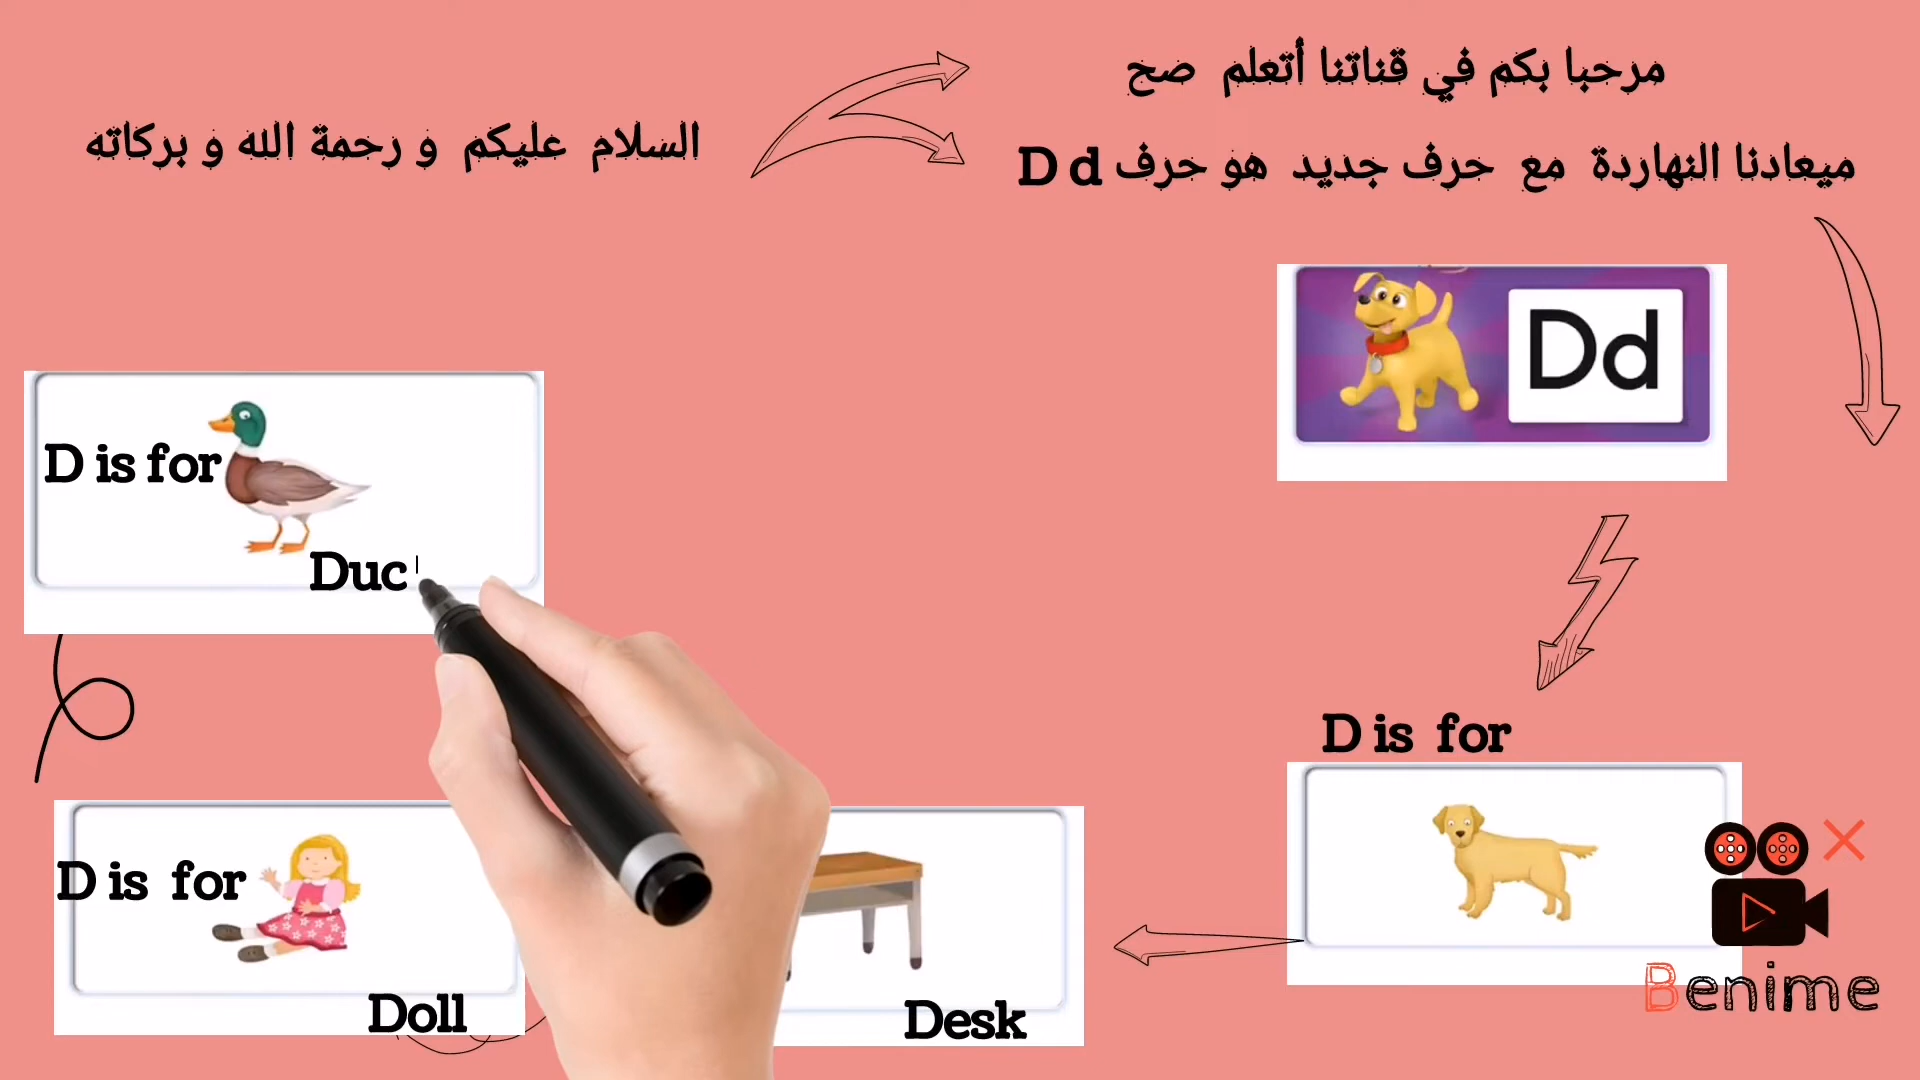 السلام عليكم و رحمة الله و بركاته
مرحبا بكم في قناتنا أتعلم صح
ميعادنا النهاردة مع حرف جديد هو حرف D d
Dd
D is for
Desk
D is for
Doll
D is for
Duc
Benime